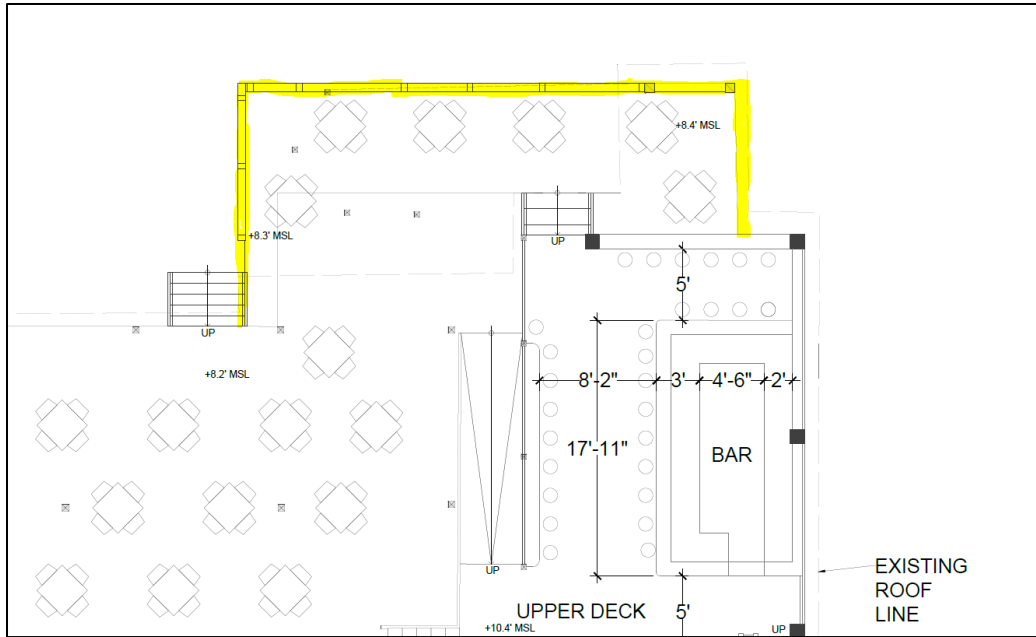 +8.4' MSL
+8.3' MSL
UP
5'
UP
+8.2' MSL
8'-2"
3'
4'-6"
2'
17'-11"
BAR
UP
EXISTING
ROOF
LINE
UPPER DECK
5'
+10.4' MSL
UP